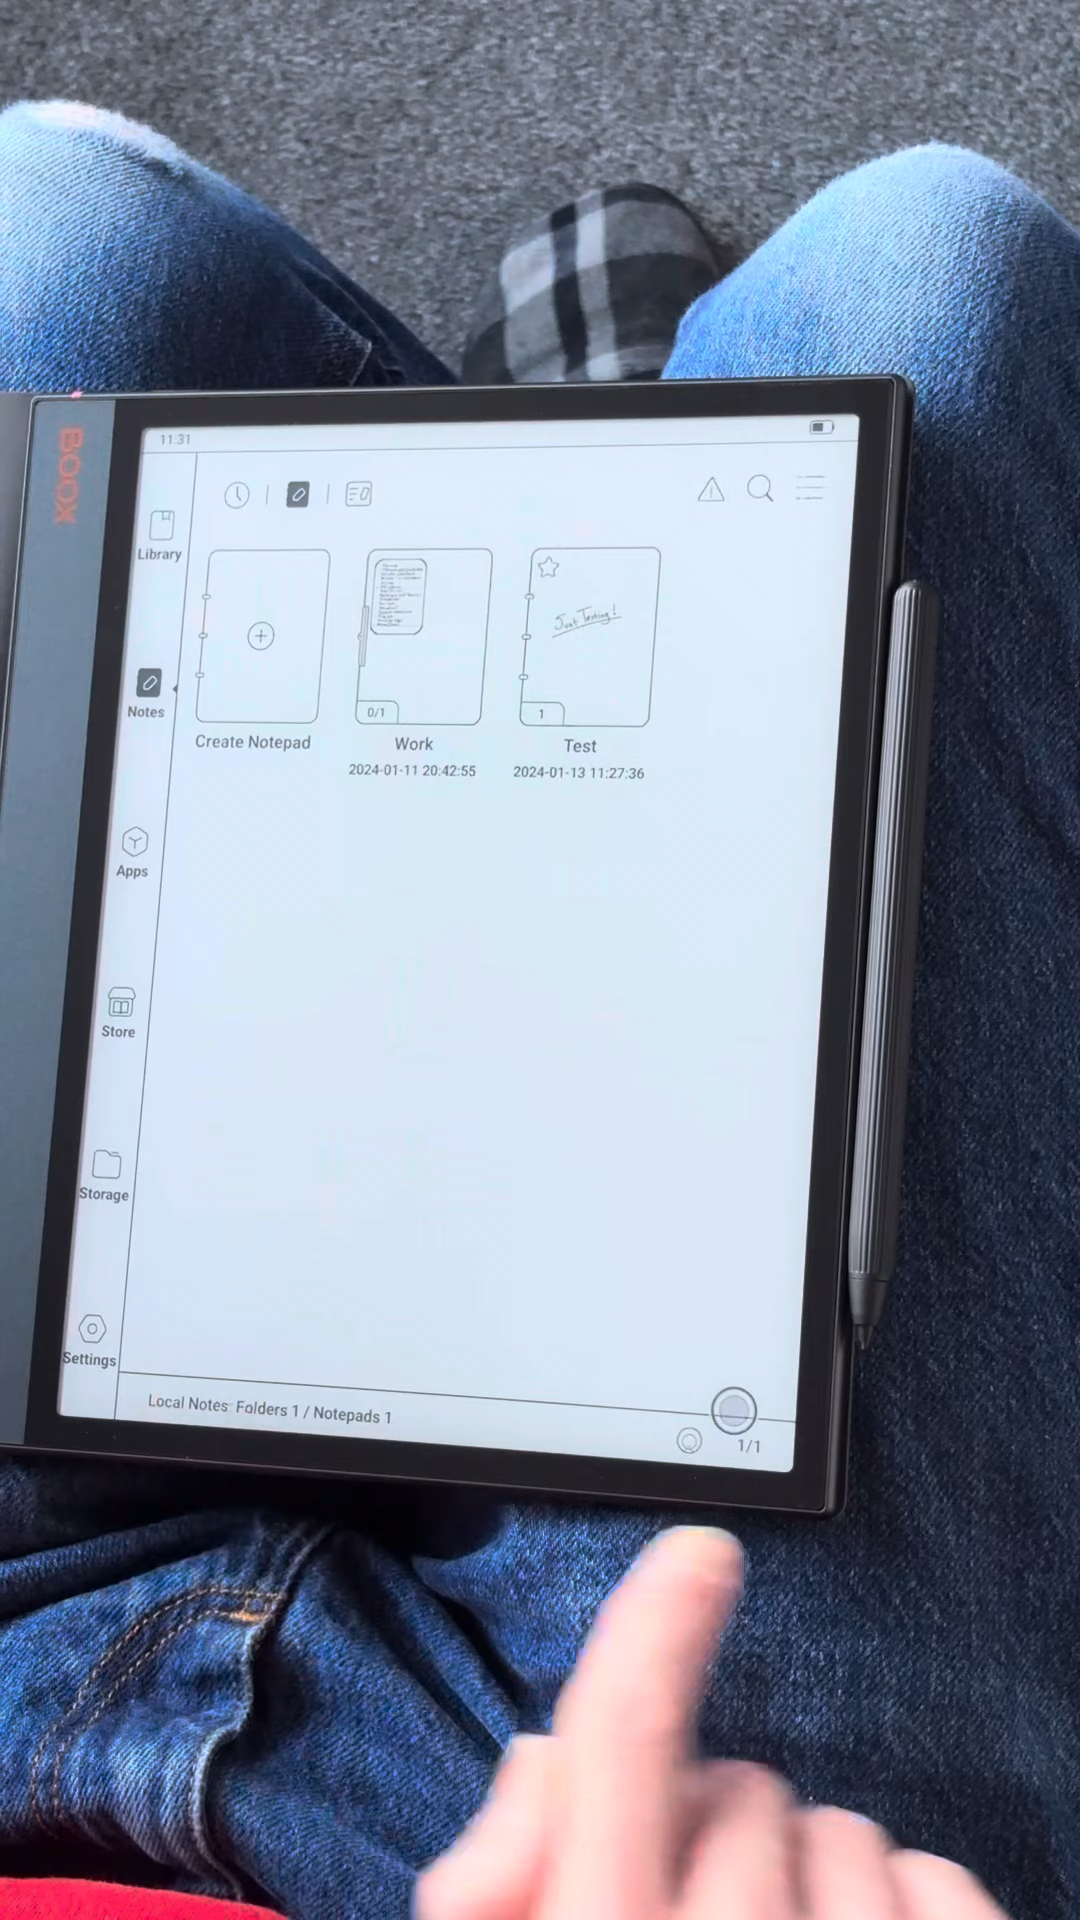 BOOX
11:31
Library
Notes
Apps
Store
Storage
Settings
Just Testing!
0/1
1
Create Notepad
Work
Test
2024-01-11 20:42:55
2024-01-13 11:27:36
Local Notes: Folders 1 / Notepads 1
1/1